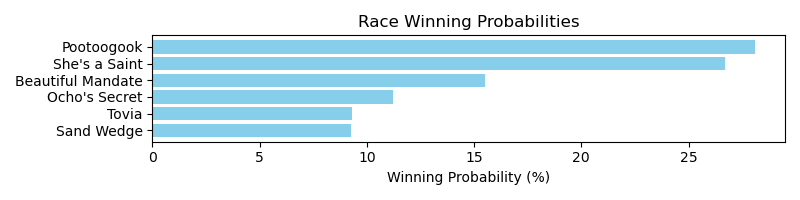 Race Winning Probabilities
Pootoogook
She's a Saint
Beautiful Mandate
Ocho's Secret
Tovia
Sand Wedge
0 5 10 15 20 25
Winning Probability (%)